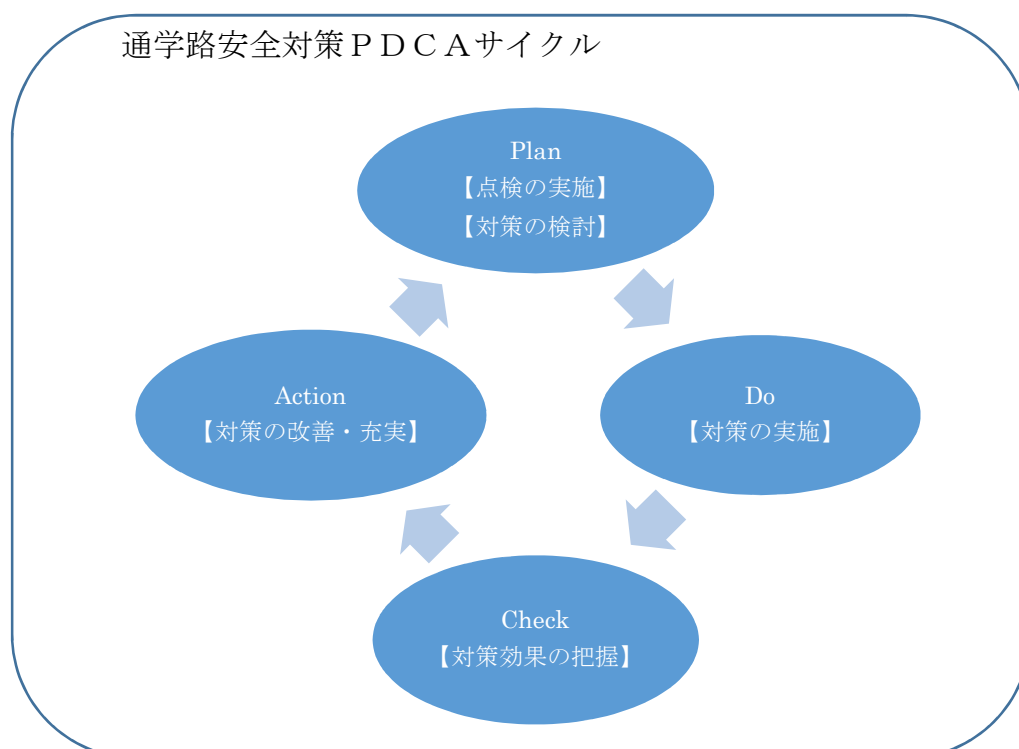 通学路安全対策ＰＤＣＡサイクル
Plan
【点検の実施】
【対策の検討】
Action
【対策の改善・充実】
Do
【対策の実施】
Check
【対策効果の把握】